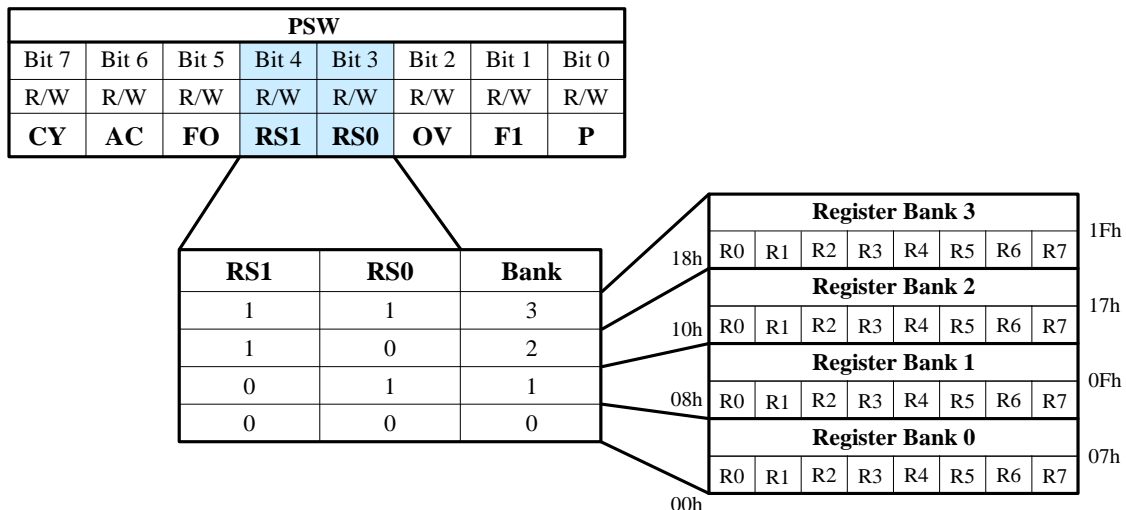 PSW
Bit 7 Bit 6 Bit 5 Bit 4 Bit 3 Bit 2 Bit 1 Bit 0
R/W R/W R/W R/W R/W R/W R/W R/W
CY AC FO RS1 RS0 OV F1 P
RS1 RS0 Bank
1 1 3
1 0 2
0 1 1
0 0 0
Register Bank 3
1Fh
18h R0 R1 R2 R3 R4 R5 R6 R7
Register Bank 2
17h
10h R0 R1 R2 R3 R4 R5 R6 R7
Register Bank 1
0Fh
08h R0 R1 R2 R3 R4 R5 R6 R7
Register Bank 0
07h
R0 R1 R2 R3 R4 R5 R6 R7
00h